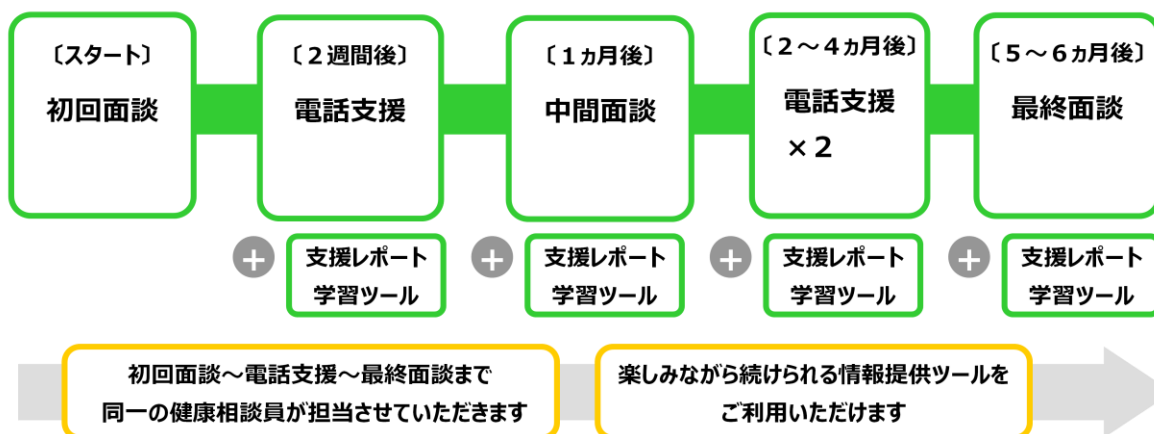 〔スタート〕
初回面談
〔２週間後〕
電話支援
〔１ヵ月後〕
中間面談
〔２～４ヵ月後〕
電話支援
×２
〔５～６ヵ月後〕
最終面談
＋
支援レポート
学習ツール
＋
支援レポート
学習ツール
＋
支援レポート
学習ツール
＋
支援レポート
学習ツール
初回面談～電話支援～最終面談まで
同一の健康相談員が担当させていただきます
楽しみながら続けられる情報提供ツールを
ご利用いただけます